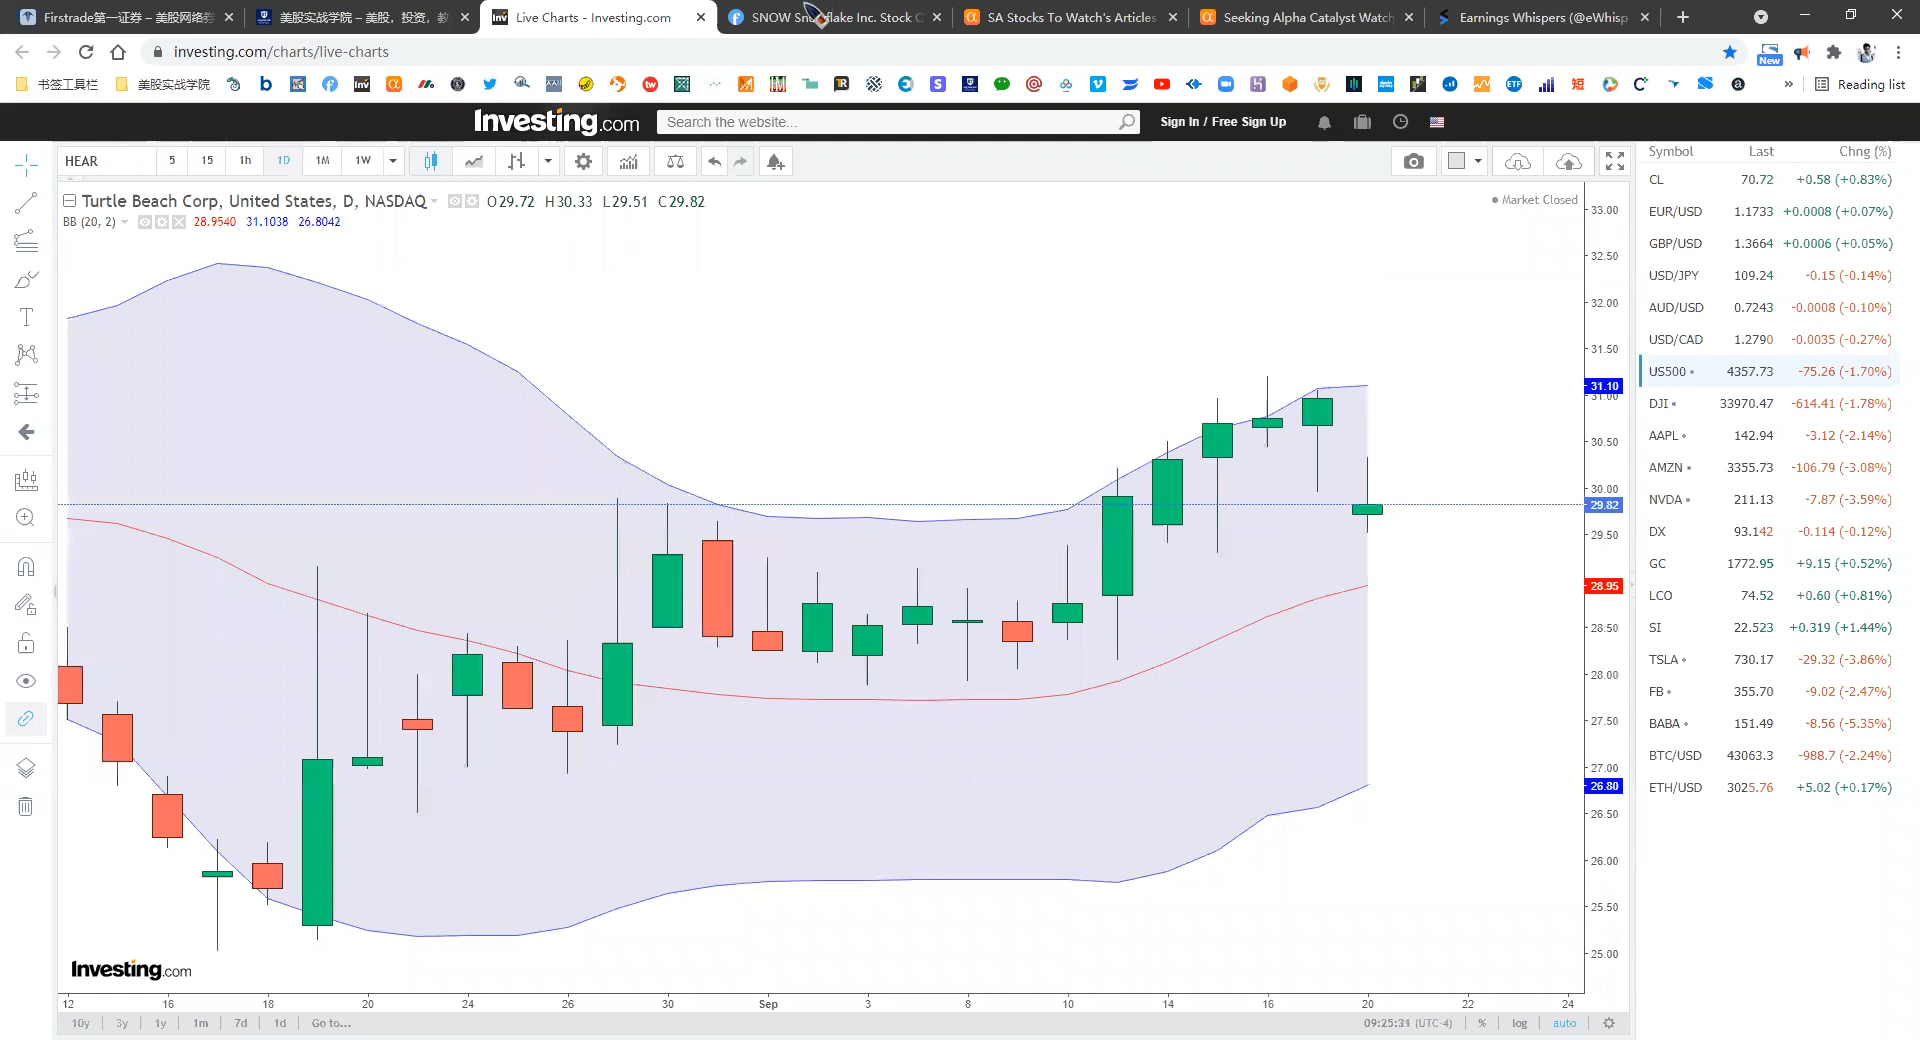 Firstrade第一证券 – 美股网络券
美股实战学院 – 美股，投资，教
Live Charts - Investing.com
SNOW Snowflake Inc. Stock C
SA Stocks To Watch's Articles
Seeking Alpha Catalyst Watch
Earnings Whispers (@eWhisp
investing.com/charts/live-charts
New
书签工具栏
美股实战学院
Reading list
Investing.com
Search the website...
Sign In / Free Sign Up
HEAR
5
15
1h
1D
1M
1W
Turtle Beach Corp, United States, D, NASDAQ
O29.72 H30.33 L29.51 C29.82
Market Closed
BB (20, 2)
28.9540 31.1038 26.8042
33.00
32.50
32.00
31.50
31.10
31.00
30.50
30.00
29.82
29.50
28.95
28.50
28.00
27.50
27.00
26.80
26.50
26.00
25.50
25.00
Investing.com
12 16 18 20 24 26 30 Sep 3 8 10 14 16 20 22 24
10y 3y 1y 1m 7d 1d Go to...
09:25:31 (UTC-4) % log auto
Symbol Last Chng (%)
CL 70.72 +0.58 (+0.83%)
EUR/USD 1.1733 +0.0008 (+0.07%)
GBP/USD 1.3664 +0.0006 (+0.05%)
USD/JPY 109.24 -0.15 (-0.14%)
AUD/USD 0.7243 -0.0008 (-0.10%)
USD/CAD 1.2790 -0.0035 (-0.27%)
US500 4357.73 -75.26 (-1.70%)
DJI 33970.47 -614.41 (-1.78%)
AAPL 142.94 -3.12 (-2.14%)
AMZN 3355.73 -106.79 (-3.08%)
NVDA 211.13 -7.87 (-3.59%)
DX 93.142 -0.114 (-0.12%)
GC 1772.95 +9.15 (+0.52%)
LCO 74.52 +0.60 (+0.81%)
SI 22.523 +0.319 (+1.44%)
TSLA 730.17 -29.32 (-3.86%)
FB 355.70 -9.02 (-2.47%)
BABA 151.49 -8.56 (-5.35%)
BTC/USD 43063.3 -988.7 (-2.24%)
ETH/USD 3025.76 +5.02 (+0.17%)